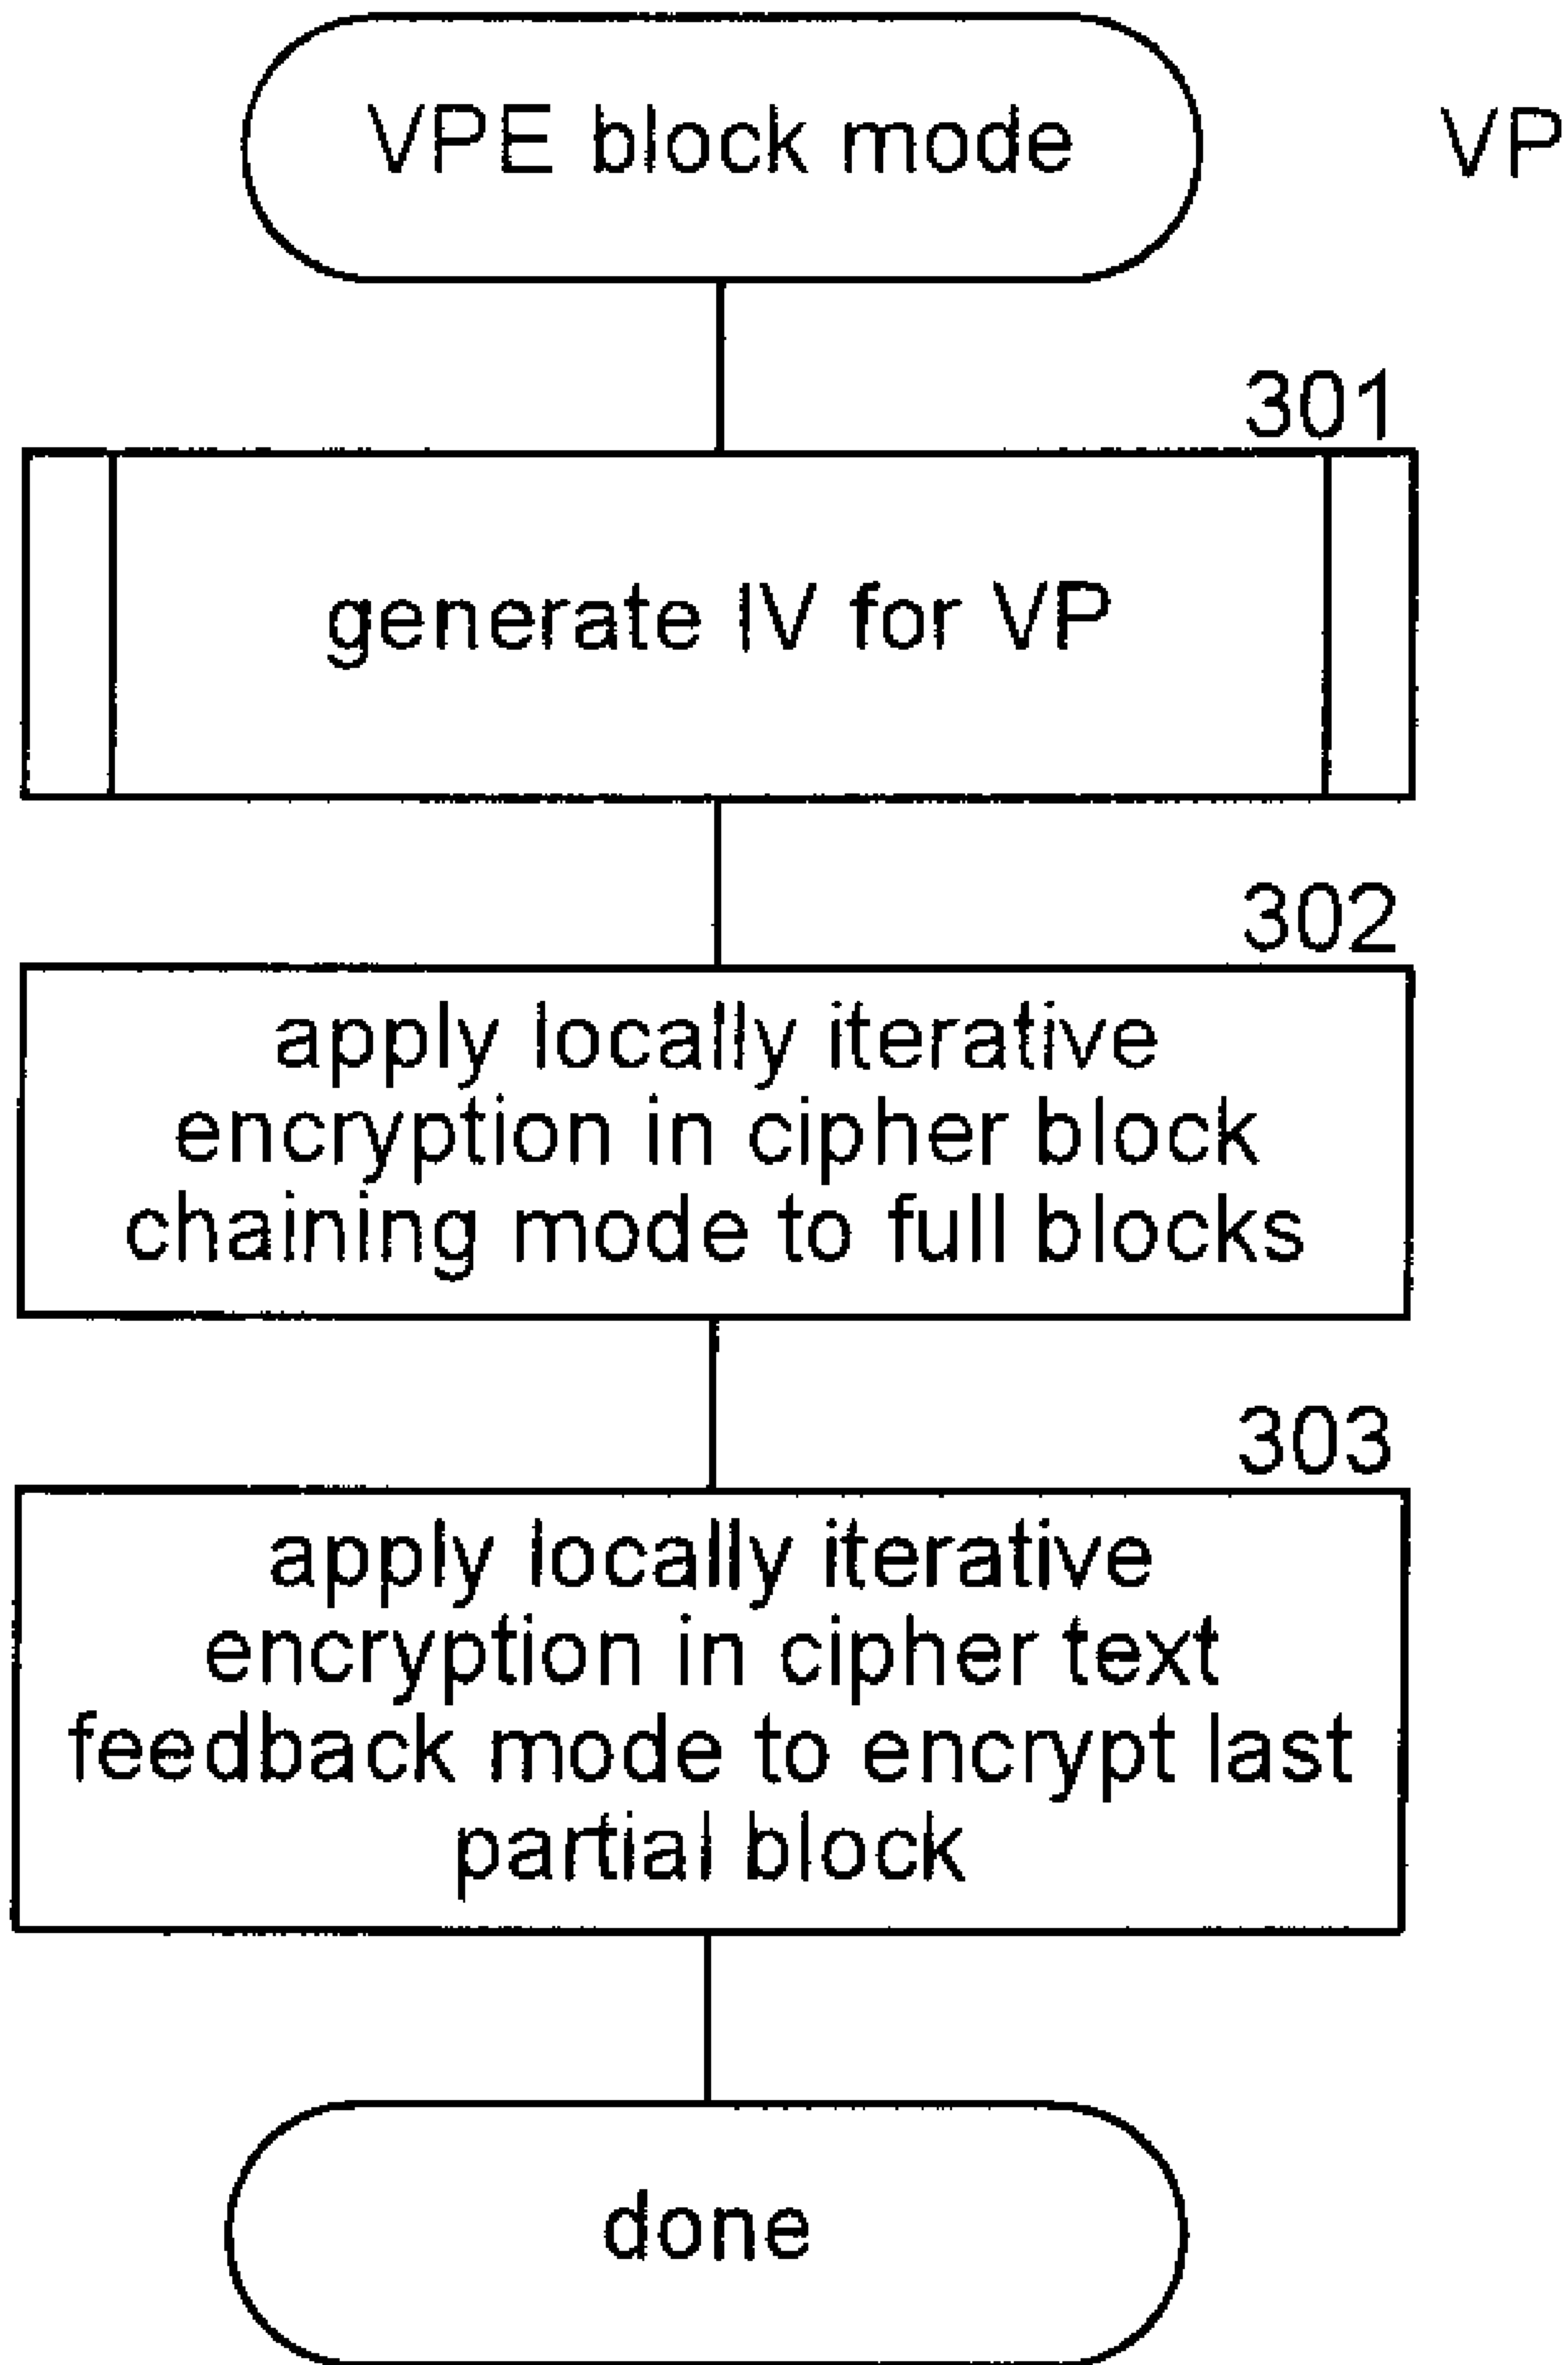 VPE block mode
VP
301
generate IV for VP
302
apply locally iterative
encryption in cipher block
chaining mode to full blocks
303
apply locally iterative
encryption in cipher text
feedback mode to encrypt last
partial block
done